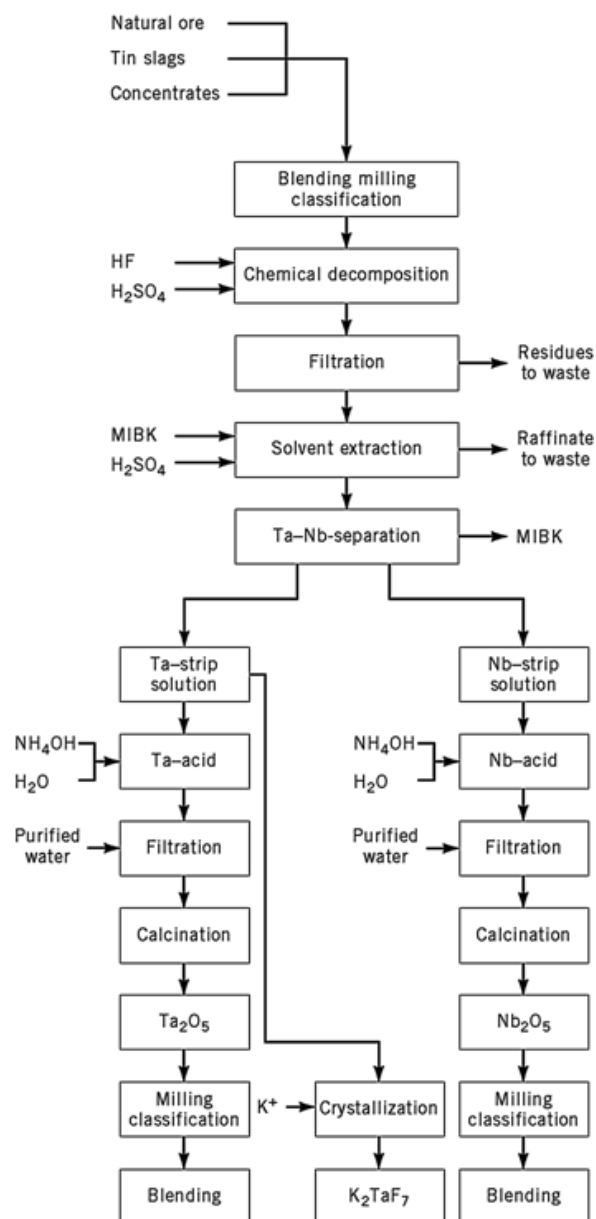 Natural ore
Tin slags
Concentrates
Blending milling
classification
HF
H₂SO₄
Chemical decomposition
Filtration
Residues
to waste
MIBK
H₂SO₄
Solvent extraction
Raffinate
to waste
Ta–Nb-separation
MIBK
Ta–strip
solution
Nb–strip
solution
NH₄OH
H₂O
Ta–acid
NH₄OH
H₂O
Nb–acid
Purified
water
Filtration
Purified
water
Filtration
Calcination
Calcination
Ta₂O₅
Nb₂O₅
Milling
classification
K⁺
Crystallization
Milling
classification
Blending
K₂TaF₇
Blending